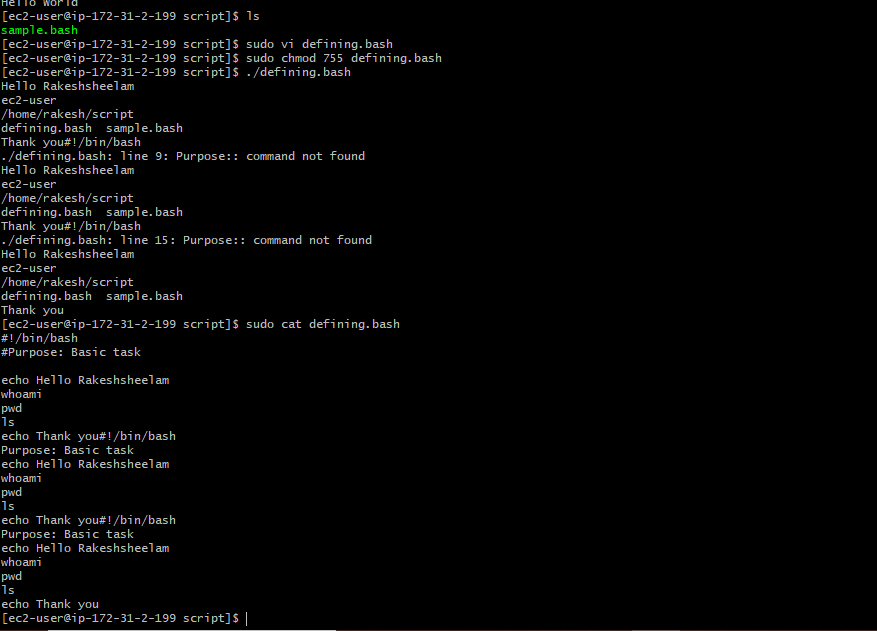 Hello World
[ec2-user@ip-172-31-2-199 script]$ ls
sample.bash
[ec2-user@ip-172-31-2-199 script]$ sudo vi defining.bash
[ec2-user@ip-172-31-2-199 script]$ sudo chmod 755 defining.bash
[ec2-user@ip-172-31-2-199 script]$ ./defining.bash
Hello Rakeshsheelam
ec2-user
/home/rakesh/script
defining.bash  sample.bash
Thank you#!/bin/bash
./defining.bash: line 9: Purpose:: command not found
Hello Rakeshsheelam
ec2-user
/home/rakesh/script
defining.bash  sample.bash
Thank you#!/bin/bash
./defining.bash: line 15: Purpose:: command not found
Hello Rakeshsheelam
ec2-user
/home/rakesh/script
defining.bash  sample.bash
Thank you
[ec2-user@ip-172-31-2-199 script]$ sudo cat defining.bash
#!/bin/bash
#Purpose: Basic task

echo Hello Rakeshsheelam
whoami
pwd
ls
echo Thank you#!/bin/bash
Purpose: Basic task
echo Hello Rakeshsheelam
whoami
pwd
ls
echo Thank you#!/bin/bash
Purpose: Basic task
echo Hello Rakeshsheelam
whoami
pwd
ls
echo Thank you
[ec2-user@ip-172-31-2-199 script]$